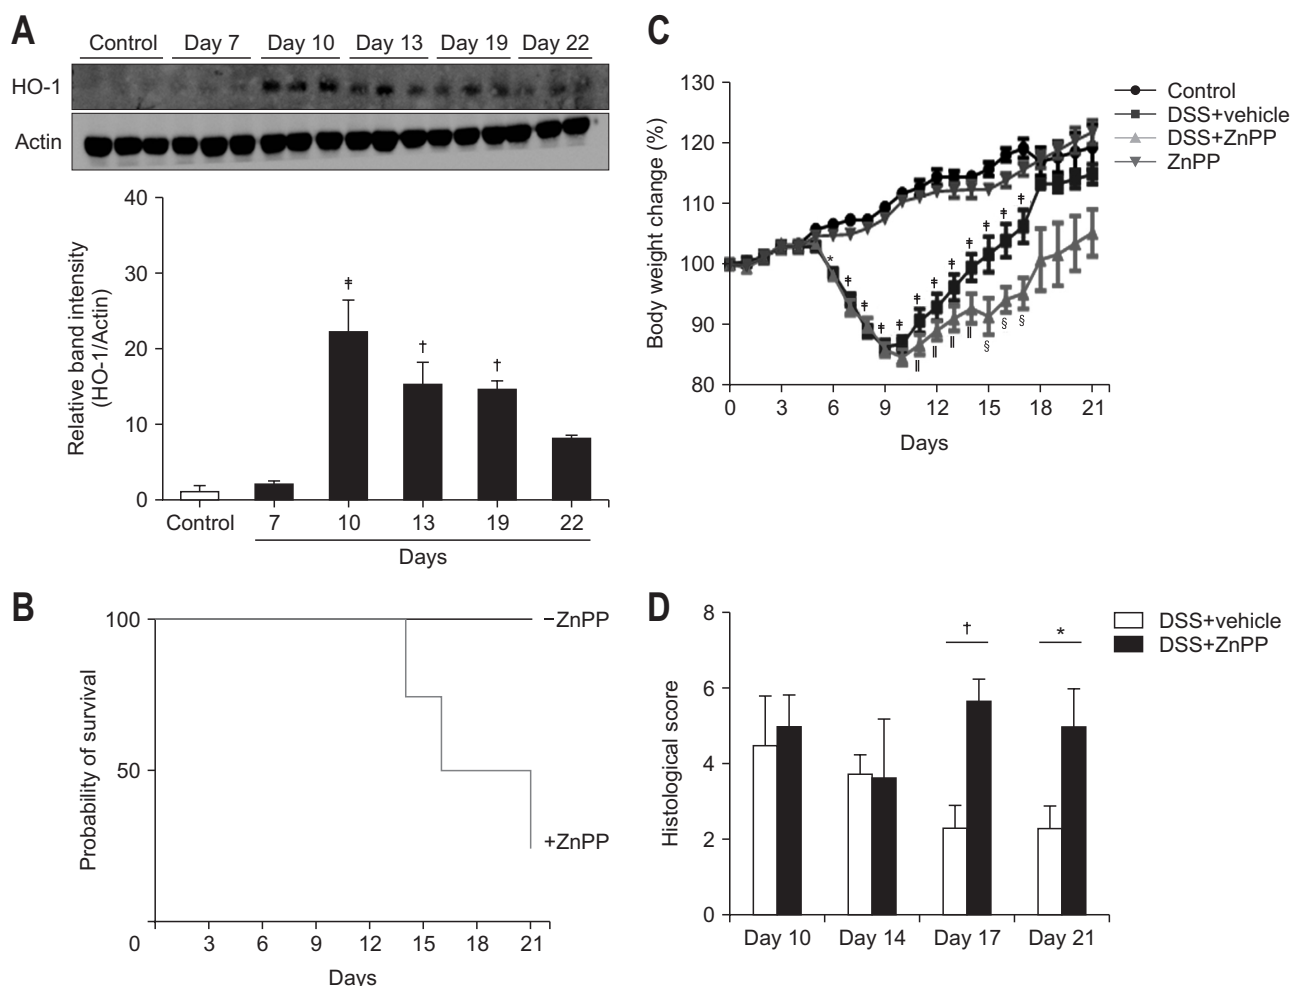 A
Control Day 7 Day 10 Day 13 Day 19 Day 22
HO-1
Actin
Relative band intensity
(HO-1/Actin)
40
30
20
10
0
‡
†
†
Control 7 10 13 19 22
Days
B
Probability of survival
100
50
0 3 6 9 12 15 18 21
Days
−ZnPP
+ZnPP
C
Body weight change (%)
130
120
110
100
90
80
* ‡ ‡ ‡ ‡ ‡ ‡ ‡ ‡ ‡ ‡ ‡
‖ ‖ ‖ ‖ § § §
0 3 6 9 12 15 18 21
Days
Control
DSS+vehicle
DSS+ZnPP
ZnPP
D
Histological score
8
6
4
2
0
†
*
Day 10 Day 14 Day 17 Day 21
DSS+vehicle
DSS+ZnPP